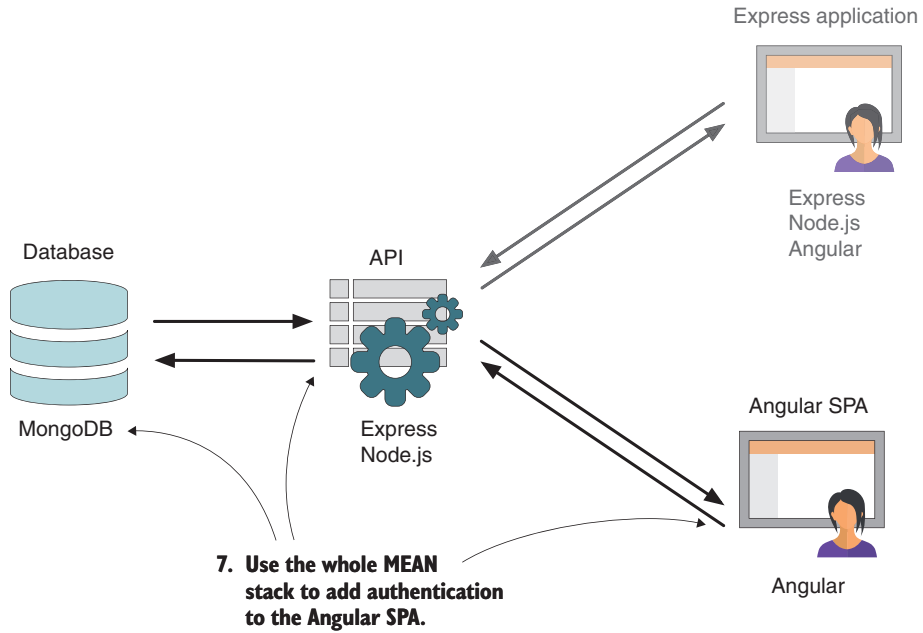 Express application
Express
Node.js
Angular
Database
API
MongoDB
Express
Node.js
Angular SPA
Angular
7. Use the whole MEAN
stack to add authentication
to the Angular SPA.